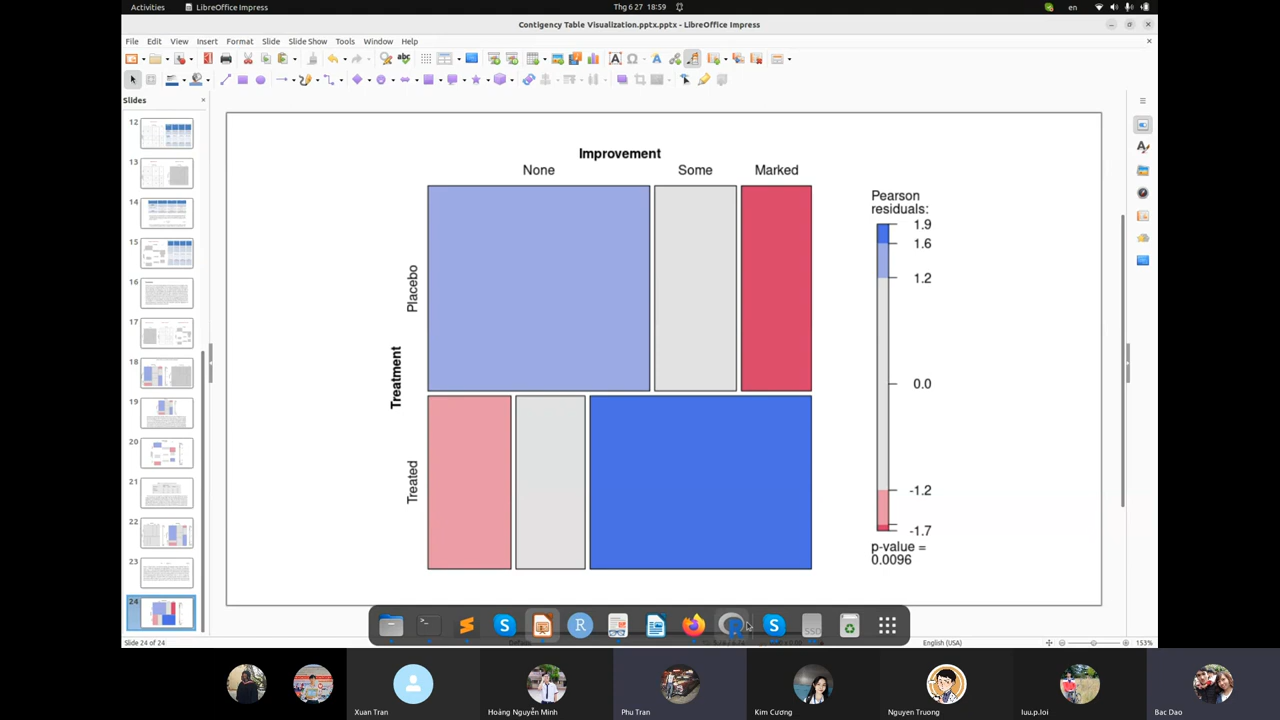 Activities
LibreOffice Impress
Thg 6 27 18:59
en
Contigency Table Visualization.pptx.pptx - LibreOffice Impress
File Edit View Insert Format Slide Slide Show Tools Window Help
Slides
12
13
14
15
16
17
18
19
20
21
22
23
24
Improvement
None Some Marked
Treatment
Placebo
Treated
Pearson
residuals:
1.9
1.6
1.2
0.0
-1.2
-1.7
p-value =
0.0096
Slide 24 of 24
English (USA)
153%
Xuan Tran
Hoàng Nguyễn Minh
Phu Tran
Kim Cương
Nguyen Truong
luu.p.loi
Bac Dao